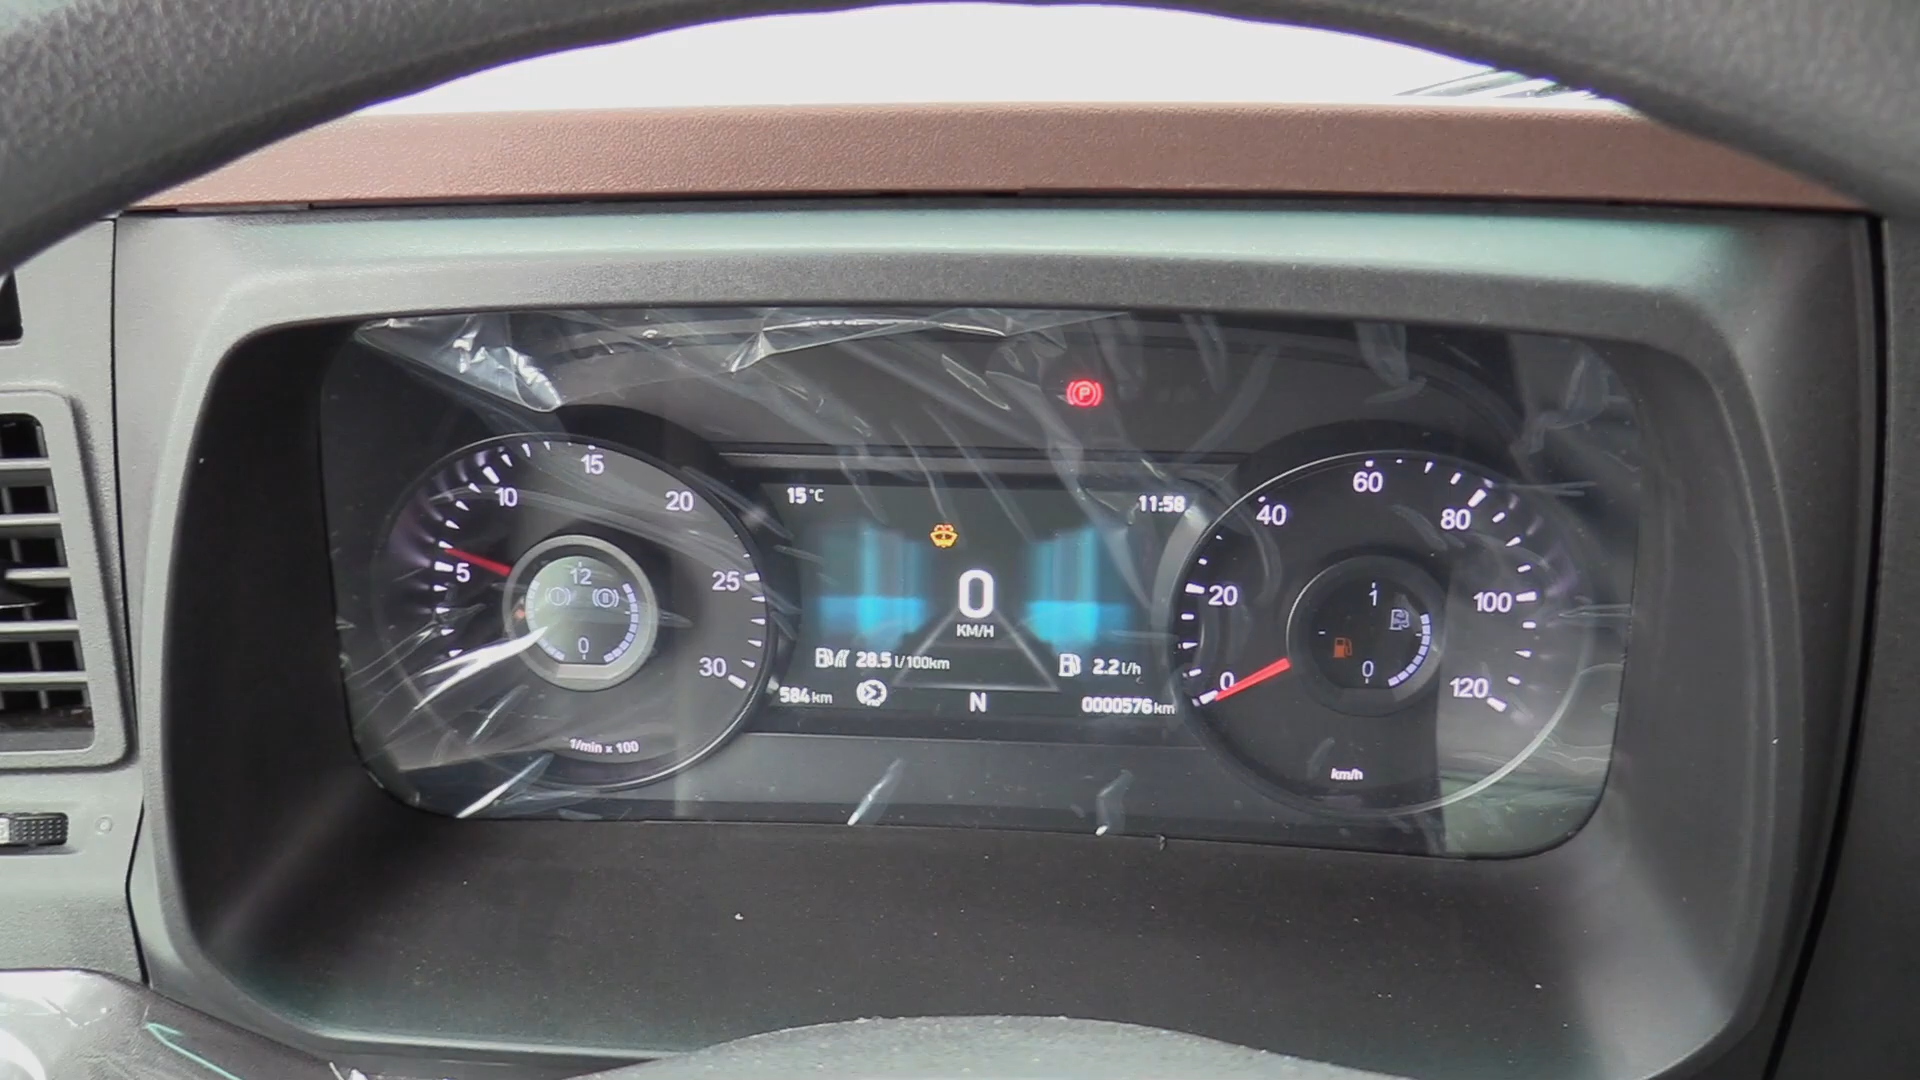 P
5
10
15
20
25
30
12
0
1/min x 100
15°C
11:58
0
KM/H
28.5 l/100km
2.2 l/h
584 km
N
0000576 km
0
20
40
60
80
100
120
1
0
km/h